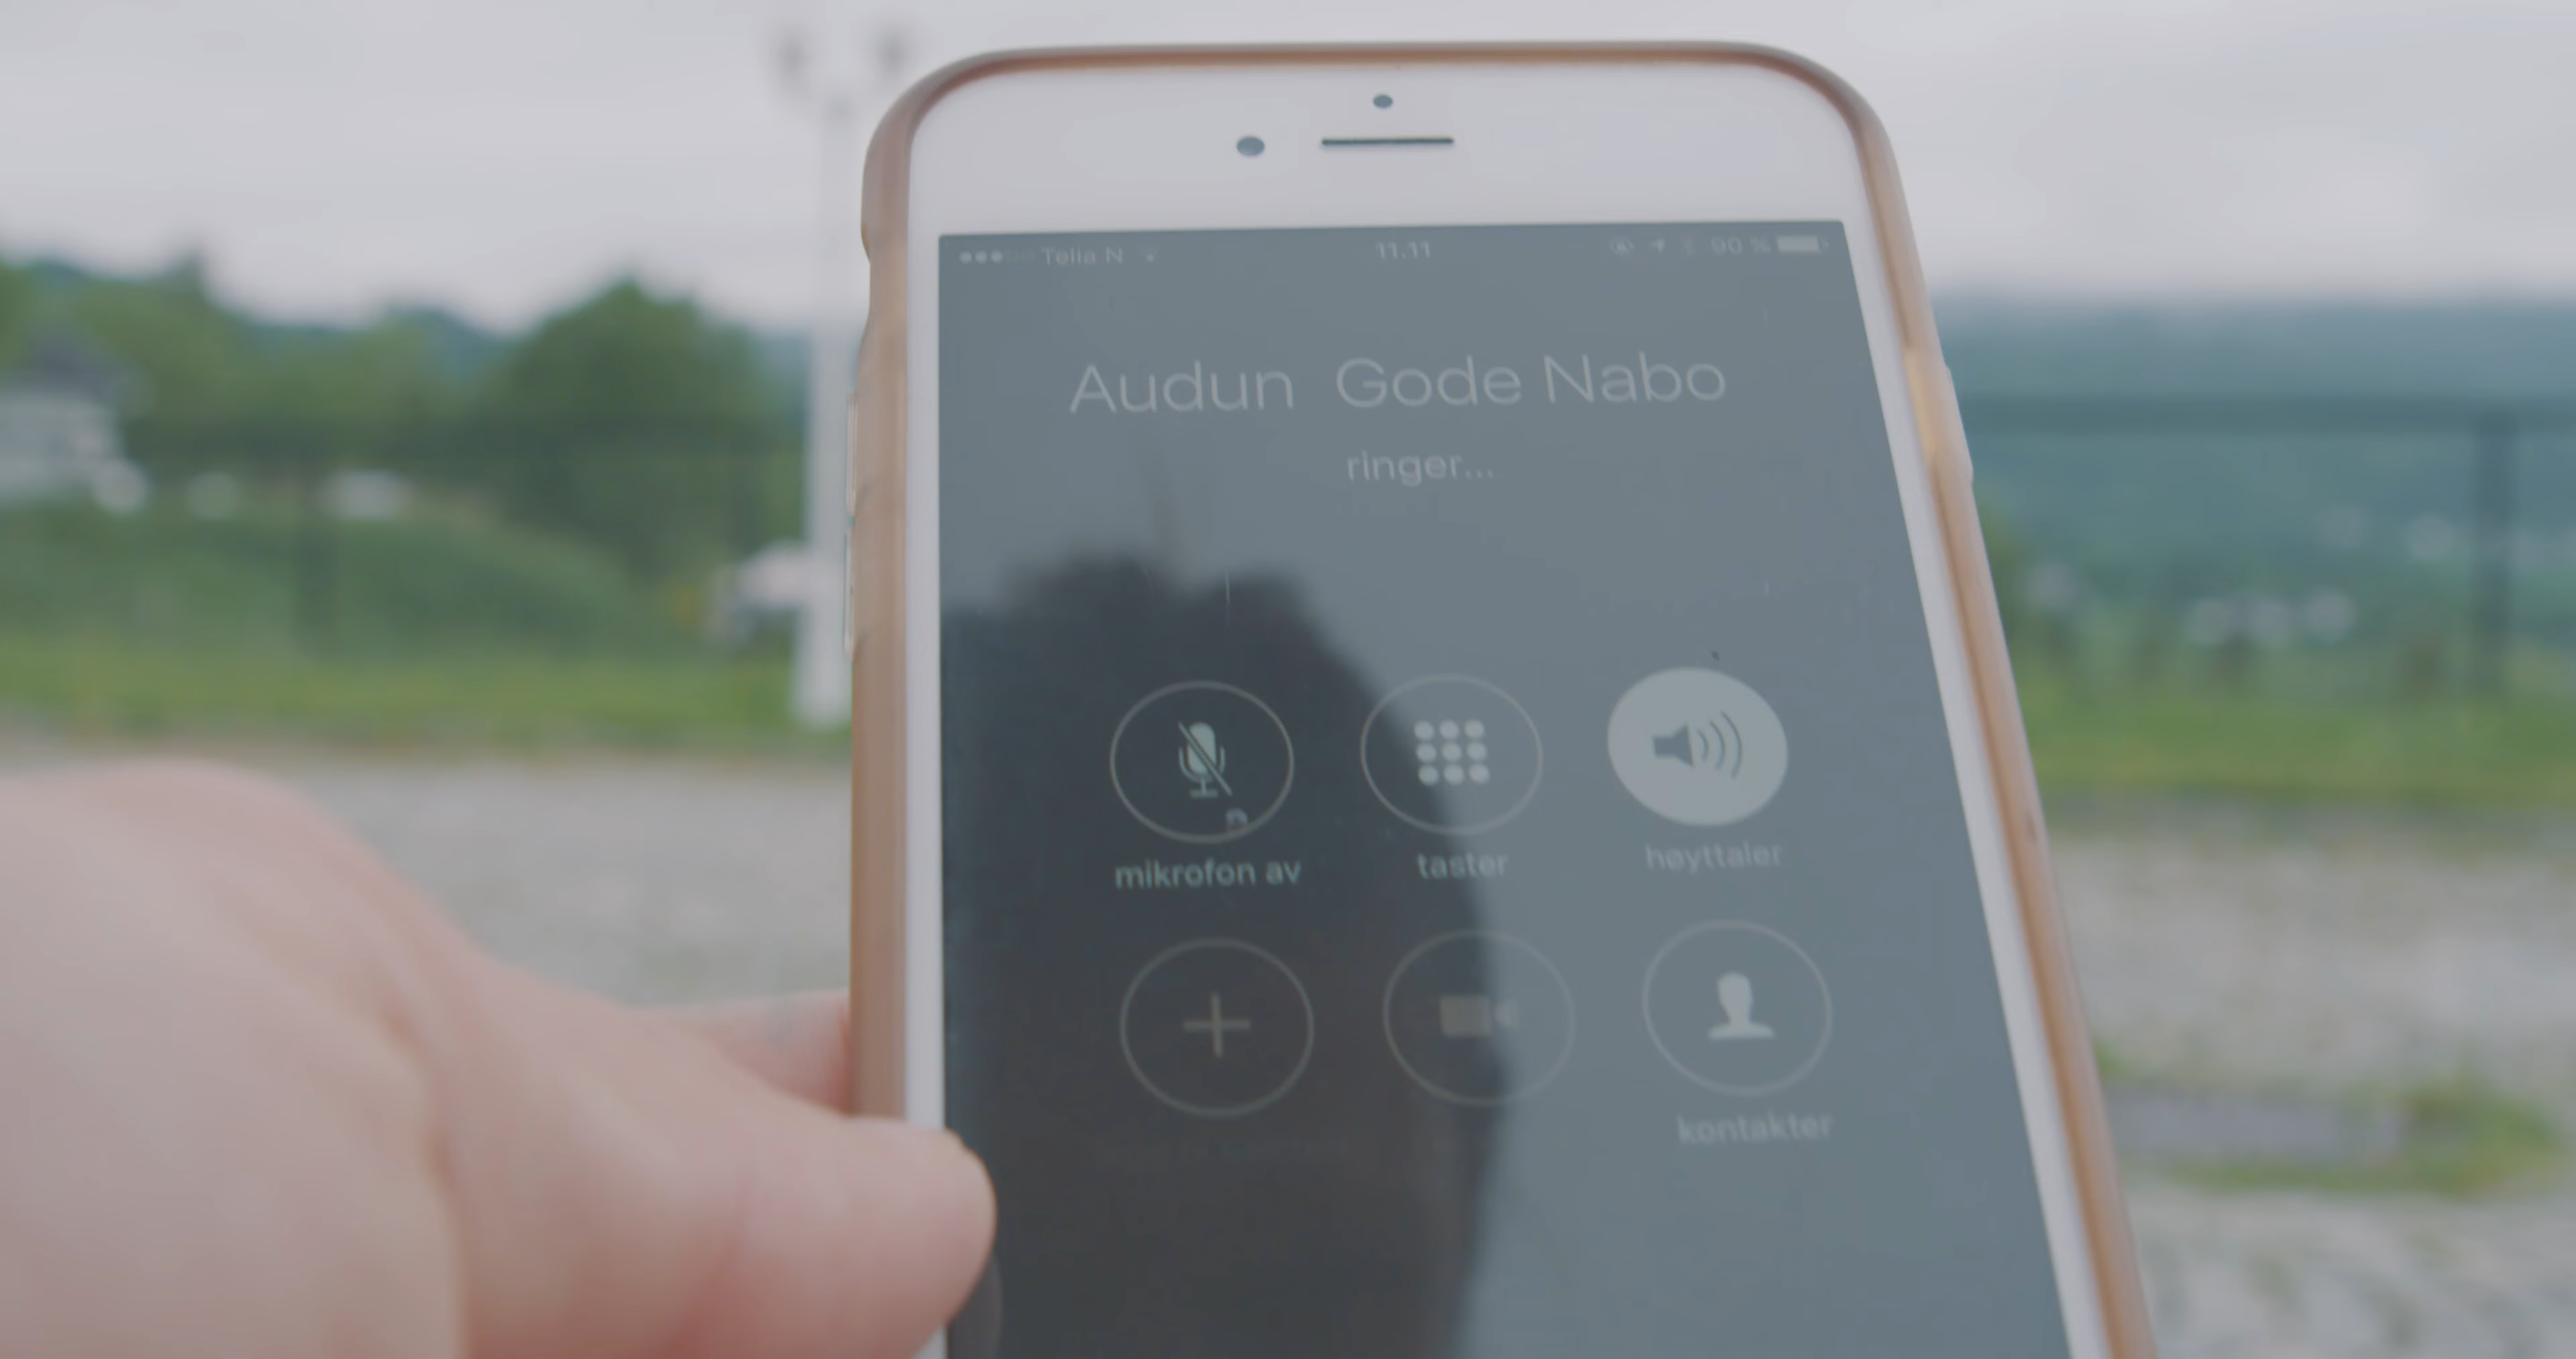 Telia N 11.11 90 %
Audun Gode Nabo
ringer...
mikrofon av taster høyttaler
kontakter